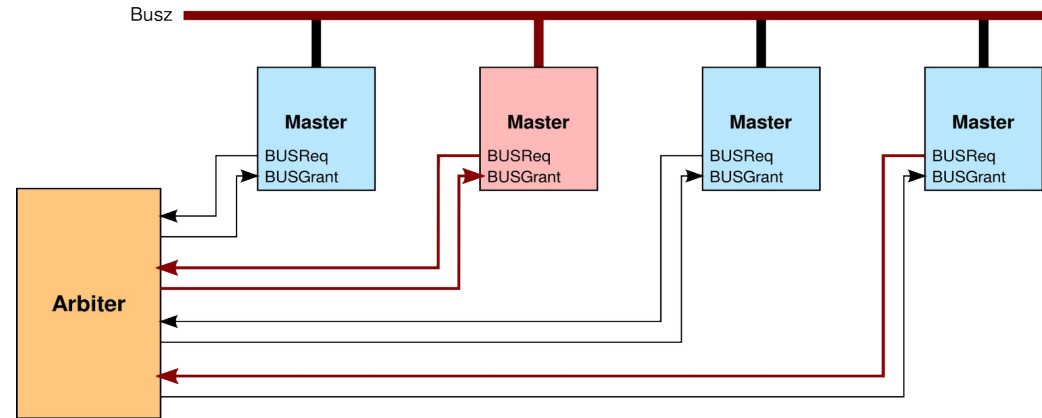 Busz
Master
BUSReq
BUSGrant
Master
BUSReq
BUSGrant
Master
BUSReq
BUSGrant
Master
BUSReq
BUSGrant
Arbiter